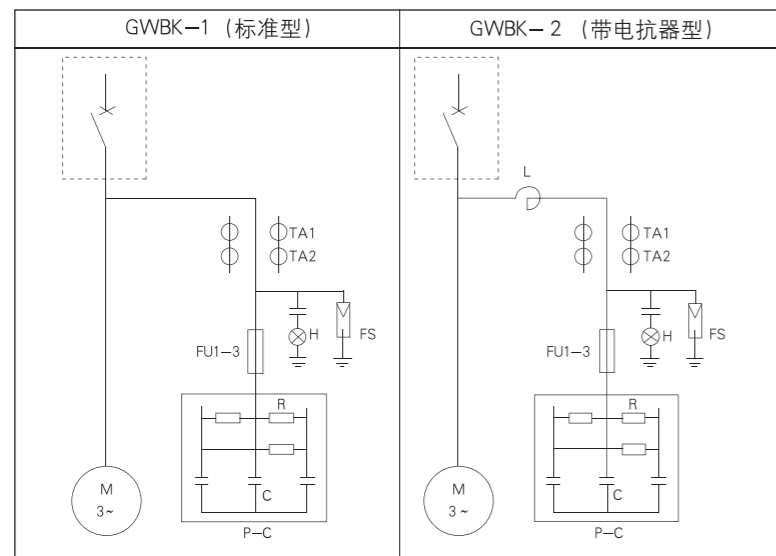 GWBK-1 (标准型)
TA1
TA2
H
FS
FU1-3
R
M
3~
C
P-C
GWBK-2 (带电抗器型)
L
TA1
TA2
H
FS
FU1-3
R
M
3~
C
P-C